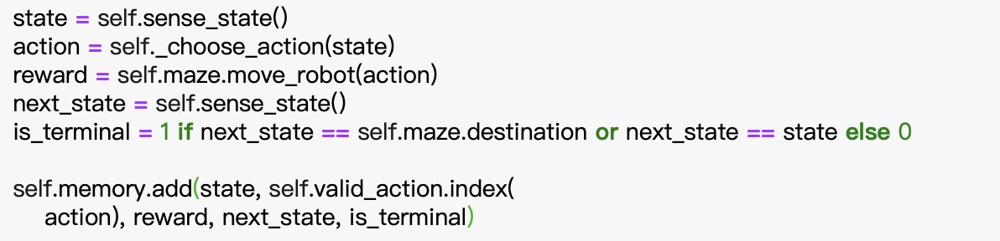 state = self.sense_state()
action = self._choose_action(state)
reward = self.maze.move_robot(action)
next_state = self.sense_state()
is_terminal = 1 if next_state == self.maze.destination or next_state == state else 0
self.memory.add(state, self.valid_action.index(
action), reward, next_state, is_terminal)